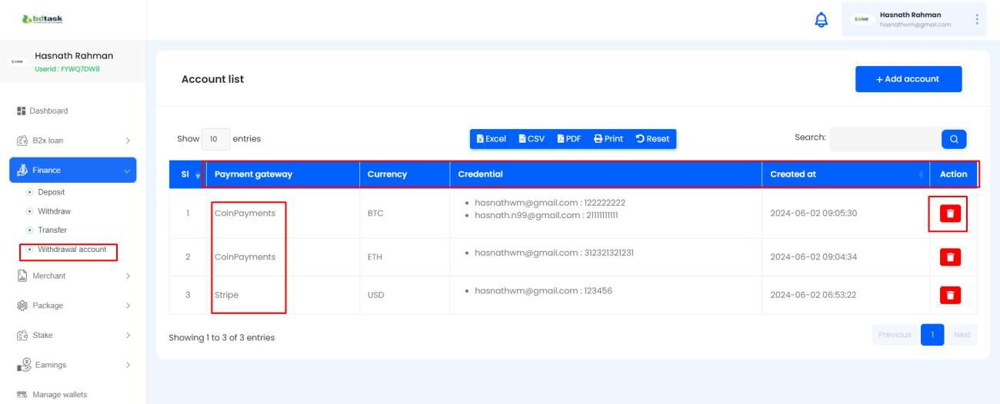 bdtask
Hasnath Rahman
hasnathwm@gmail.com
Hasnath Rahman
Userid : FYWQ7DW8
Dashboard
B2x loan
Finance
Deposit
Withdraw
Transfer
Withdrawal account
Merchant
Package
Stake
Earnings
Manage wallets
Account list
+ Add account
Show 10 entries
Excel CSV PDF Print Reset
Search:
Sl Payment gateway Currency Credential Created at Action
1 CoinPayments BTC hasnathwm@gmail.com : 122222222 2024-06-02 09:05:30
hasnath.n99@gmail.com : 21111111111
2 CoinPayments ETH hasnathwm@gmail.com : 312321321231 2024-06-02 09:04:34
3 Stripe USD hasnathwm@gmail.com : 123456 2024-06-02 06:53:22
Showing 1 to 3 of 3 entries
Previous 1 Next